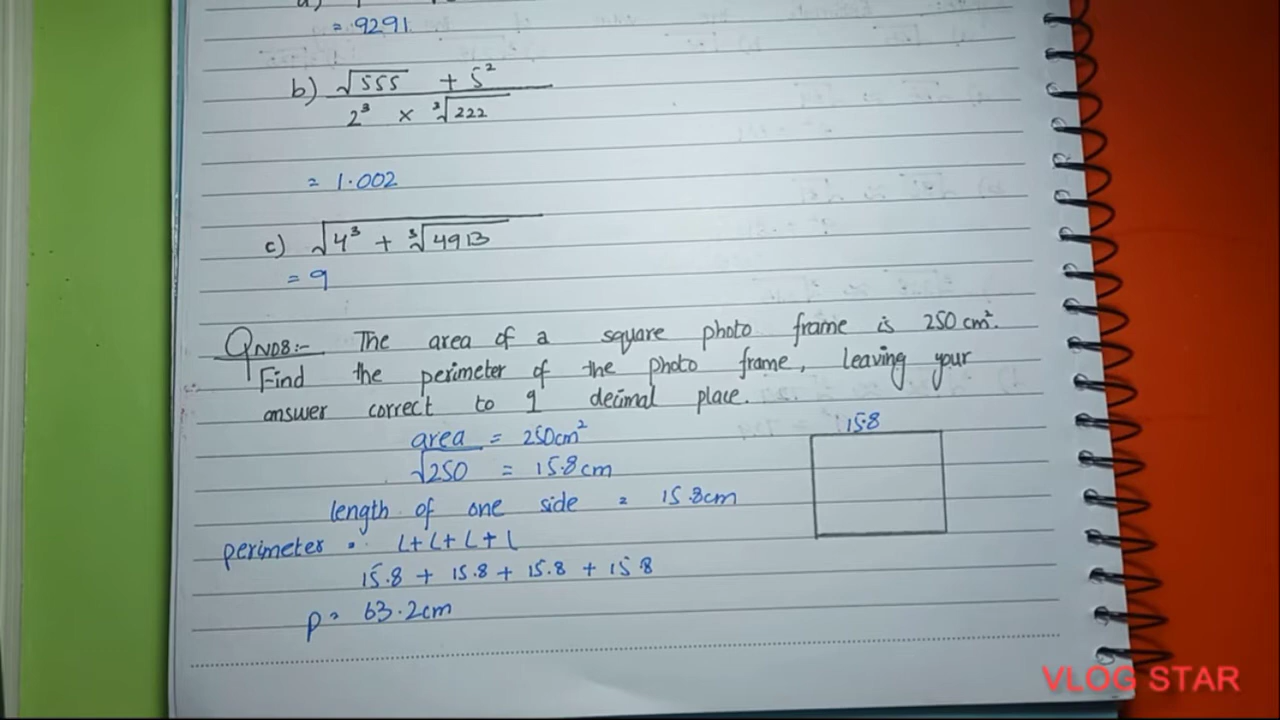 = 9291
b) √555 + 5²
2³ × ³√222
= 1.002
c) √4³ + ³√4913
= 9
QN08:- The area of a square photo frame is 250 cm².
Find the perimeter of the photo frame, leaving your
answer correct to 1 decimal place.
area = 250cm²
15.8
√250 = 15.8cm
length of one side = 15.8cm
perimeter = L+L+L+L
15.8 + 15.8 + 15.8 + 15.8
P= 63.2cm
VLOG STAR